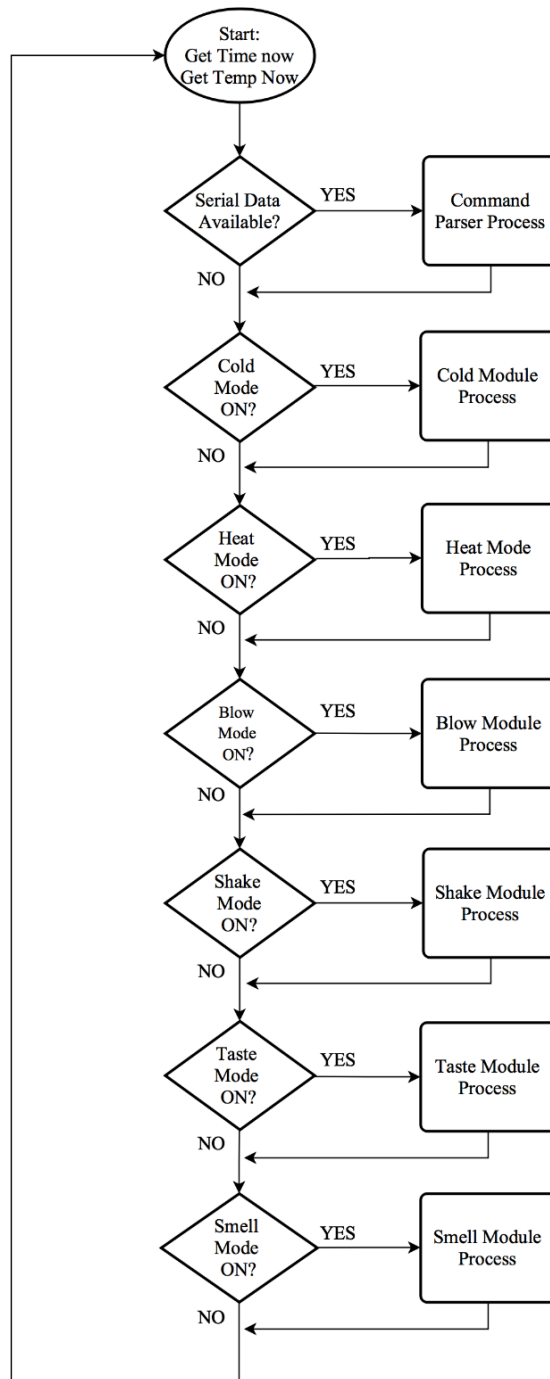 Start:
Get Time now
Get Temp Now
Serial Data
Available?
YES
Command
Parser Process
NO
Cold
Mode
ON?
YES
Cold Module
Process
NO
Heat
Mode
ON?
YES
Heat Mode
Process
NO
Blow
Mode
ON?
YES
Blow Module
Process
NO
Shake
Mode
ON?
YES
Shake Module
Process
NO
Taste
Mode
ON?
YES
Taste Module
Process
NO
Smell
Mode
ON?
YES
Smell Module
Process
NO